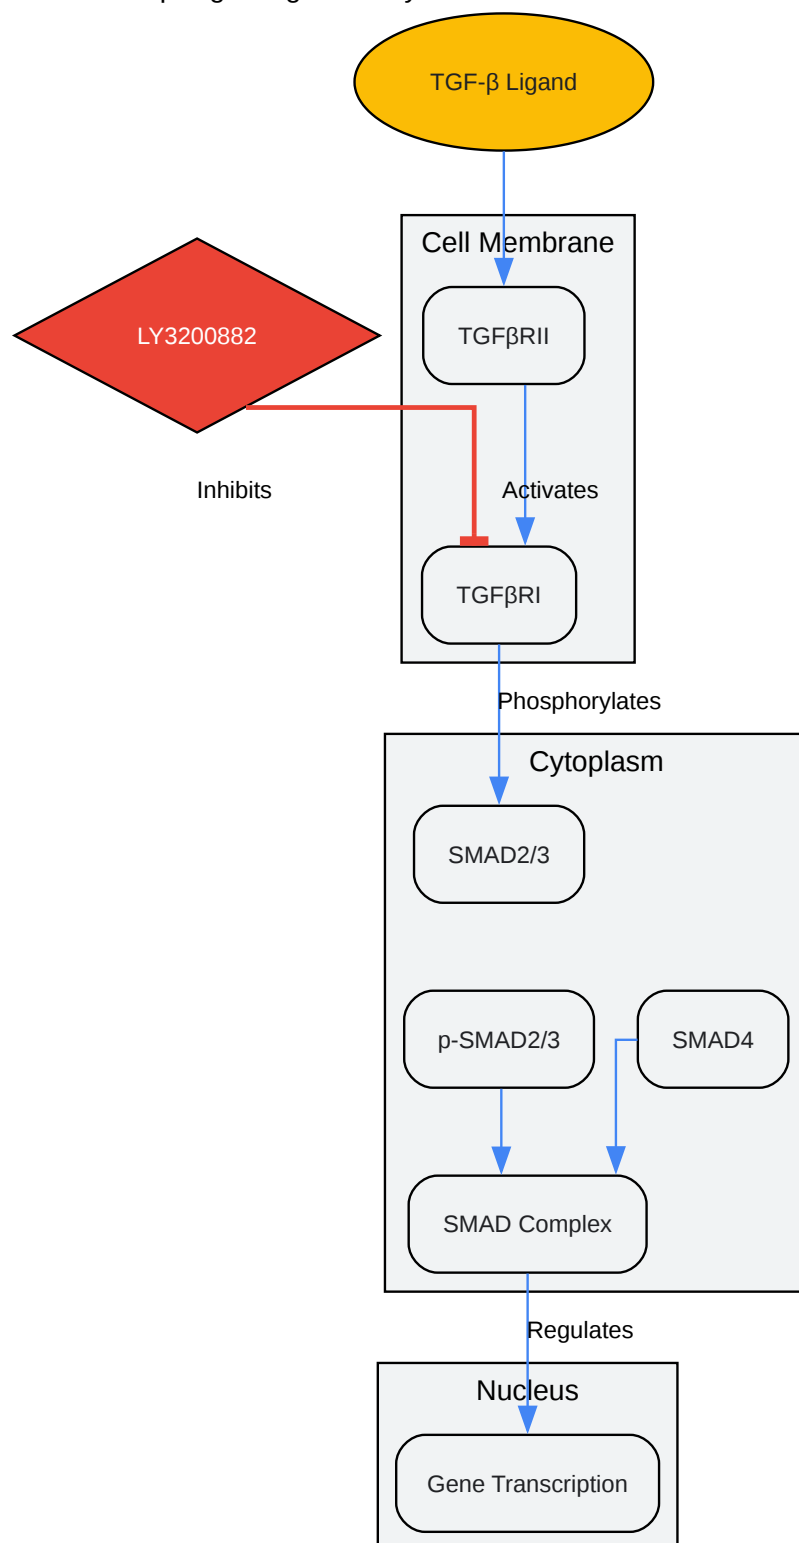 TGF-β Ligand
Cell Membrane
LY3200882
TGFβRII
Inhibits
Activates
TGFβRI
Phosphorylates
Cytoplasm
SMAD2/3
p-SMAD2/3
SMAD4
SMAD Complex
Regulates
Nucleus
Gene Transcription